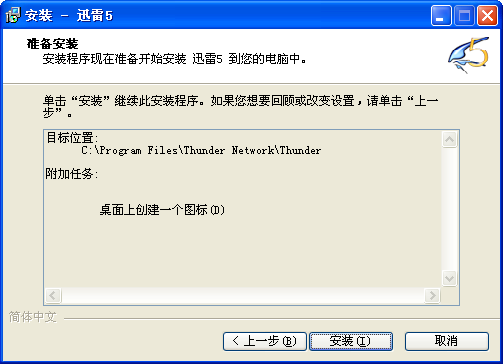 安装 - 迅雷5
准备安装
安装程序现在准备开始安装 迅雷5 到您的电脑中。
单击“安装”继续此安装程序。如果您想要回顾或改变设置，请单击“上一
步”。
目标位置:
C:\Program Files\Thunder Network\Thunder
附加任务:
桌面上创建一个图标(D)
简体中文
< 上一步(B)
安装(I)
取消